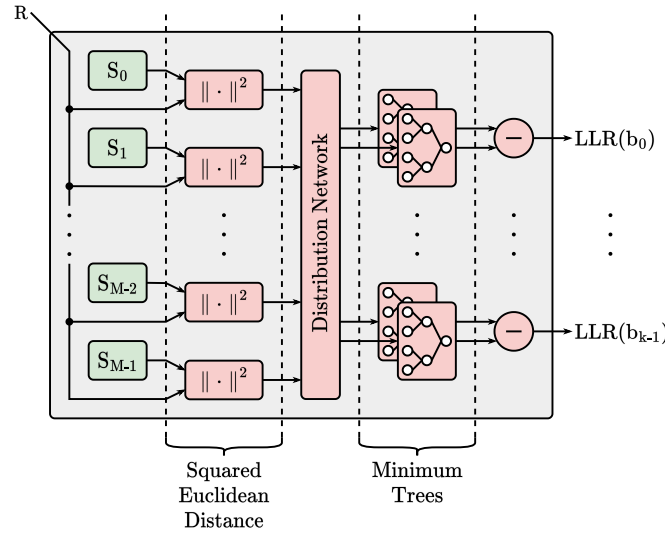 R
S0
‖ · ‖²
S1
‖ · ‖²
SM-2
‖ · ‖²
SM-1
‖ · ‖²
Distribution Network
−
LLR(b0)
−
LLR(bk-1)
Squared
Euclidean
Distance
Minimum
Trees